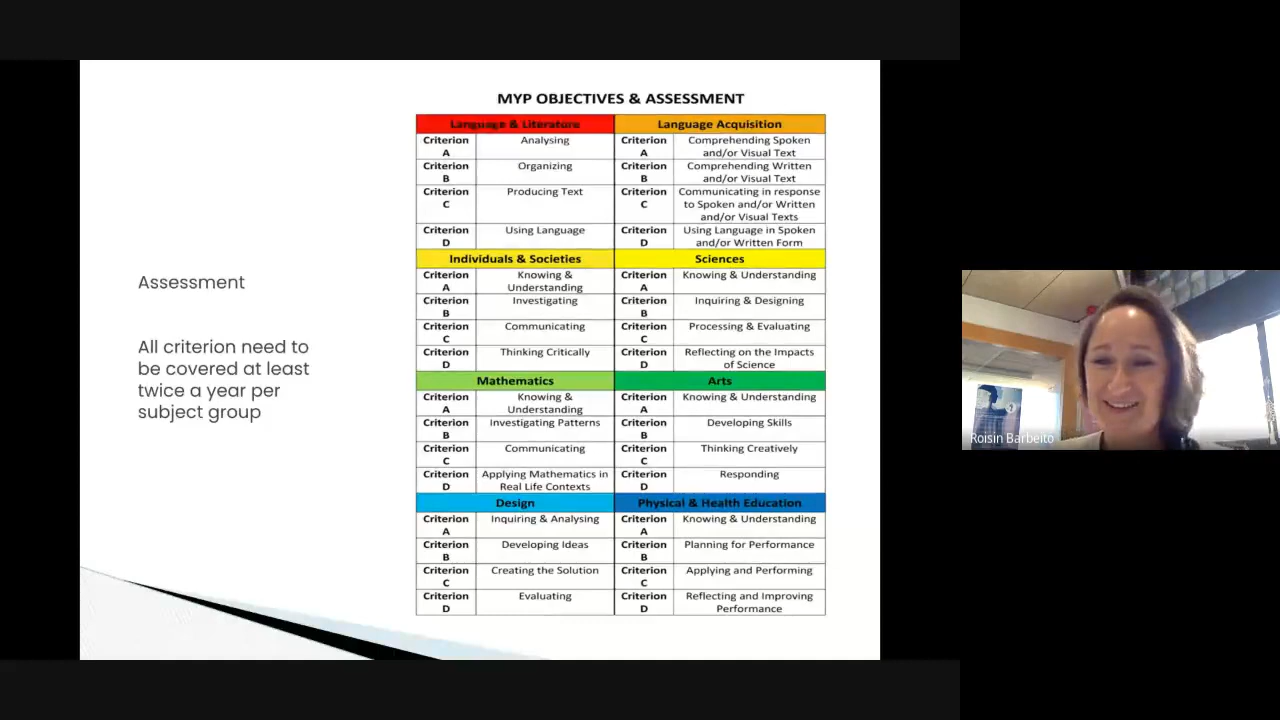 MYP OBJECTIVES & ASSESSMENT
Language & Literature
Language Acquisition
Criterion A
Analysing
Criterion A
Comprehending Spoken
and/or Visual Text
Criterion B
Organizing
Criterion B
Comprehending Written
and/or Visual Text
Criterion C
Producing Text
Criterion C
Communicating in response
to Spoken and/or Written
and/or Visual Texts
Criterion D
Using Language
Criterion D
Using Language in Spoken
and/or Written Form
Individuals & Societies
Sciences
Criterion A
Knowing &
Understanding
Criterion A
Knowing & Understanding
Criterion B
Investigating
Criterion B
Inquiring & Designing
Criterion C
Communicating
Criterion C
Processing & Evaluating
Criterion D
Thinking Critically
Criterion D
Reflecting on the Impacts
of Science
Mathematics
Arts
Criterion A
Knowing &
Understanding
Criterion A
Knowing & Understanding
Criterion B
Investigating Patterns
Criterion B
Developing Skills
Criterion C
Communicating
Criterion C
Thinking Creatively
Criterion D
Applying Mathematics in
Real Life Contexts
Criterion D
Responding
Design
Physical & Health Education
Criterion A
Inquiring & Analysing
Criterion A
Knowing & Understanding
Criterion B
Developing Ideas
Criterion B
Planning for Performance
Criterion C
Creating the Solution
Criterion C
Applying and Performing
Criterion D
Evaluating
Criterion D
Reflecting and Improving
Performance
Assessment
All criterion need to
be covered at least
twice a year per
subject group
Roisin Barbeito